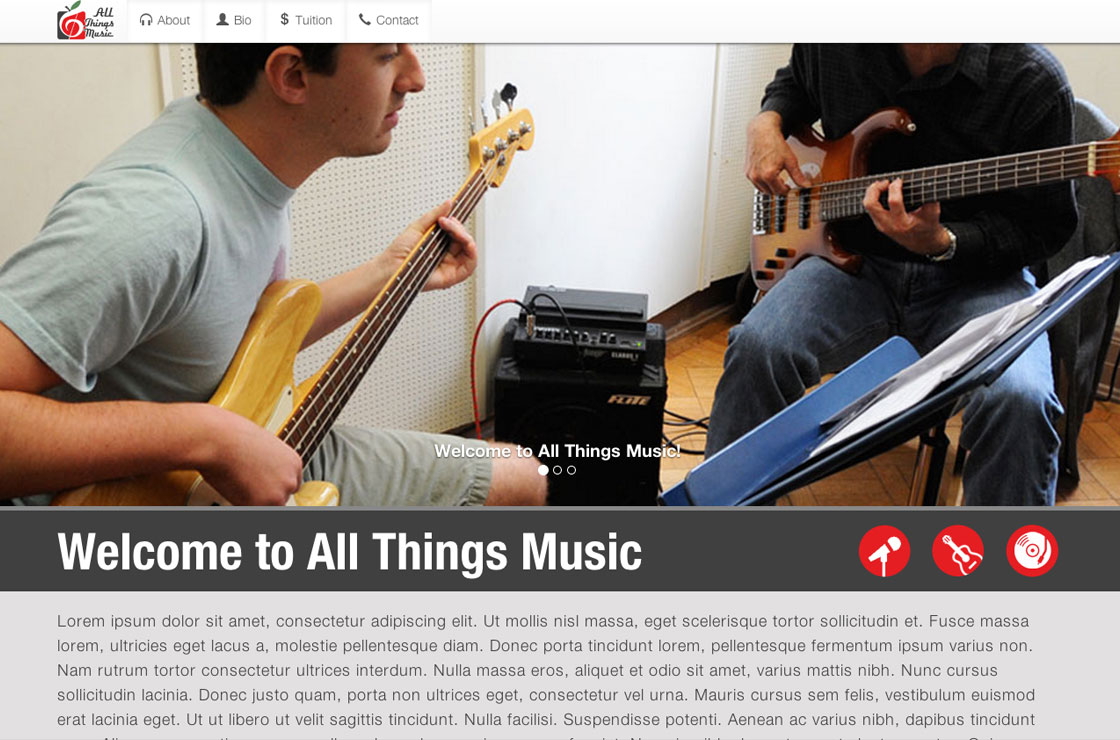 All
Things
Music
About
Bio
$ Tuition
Contact
FLITE
Welcome to All Things Music!
Welcome to All Things Music
Lorem ipsum dolor sit amet, consectetur adipiscing elit. Ut mollis nisl massa, eget scelerisque tortor sollicitudin et. Fusce massa
lorem, ultricies eget lacus a, molestie pellentesque diam. Donec porta tincidunt lorem, pellentesque fermentum ipsum varius non.
Nam rutrum tortor consectetur ultrices interdum. Nulla massa eros, aliquet et odio sit amet, varius mattis nibh. Nunc cursus
sollicitudin lacinia. Donec justo quam, porta non ultrices eget, consectetur vel urna. Mauris cursus sem felis, vestibulum euismod
erat lacinia eget. Ut ut libero ut velit sagittis tincidunt. Nulla facilisi. Suspendisse potenti. Aenean ac varius nibh, dapibus tincidunt